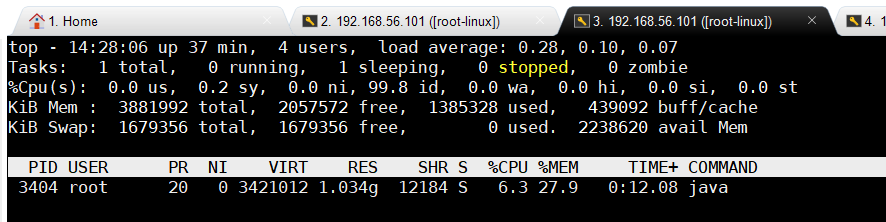 1. Home 2. 192.168.56.101 ([root-linux]) 3. 192.168.56.101 ([root-linux]) 4. 1
top - 14:28:06 up 37 min,  4 users,  load average: 0.28, 0.10, 0.07
Tasks:   1 total,   0 running,   1 sleeping,   0 stopped,   0 zombie
%Cpu(s):  0.0 us,  0.2 sy,  0.0 ni, 99.8 id,  0.0 wa,  0.0 hi,  0.0 si,  0.0 st
KiB Mem :  3881992 total,  2057572 free,  1385328 used,   439092 buff/cache
KiB Swap:  1679356 total,  1679356 free,        0 used.  2238620 avail Mem
PID USER      PR  NI    VIRT    RES    SHR S  %CPU %MEM     TIME+ COMMAND
3404 root      20   0 3421012 1.034g  12184 S   6.3 27.9   0:12.08 java